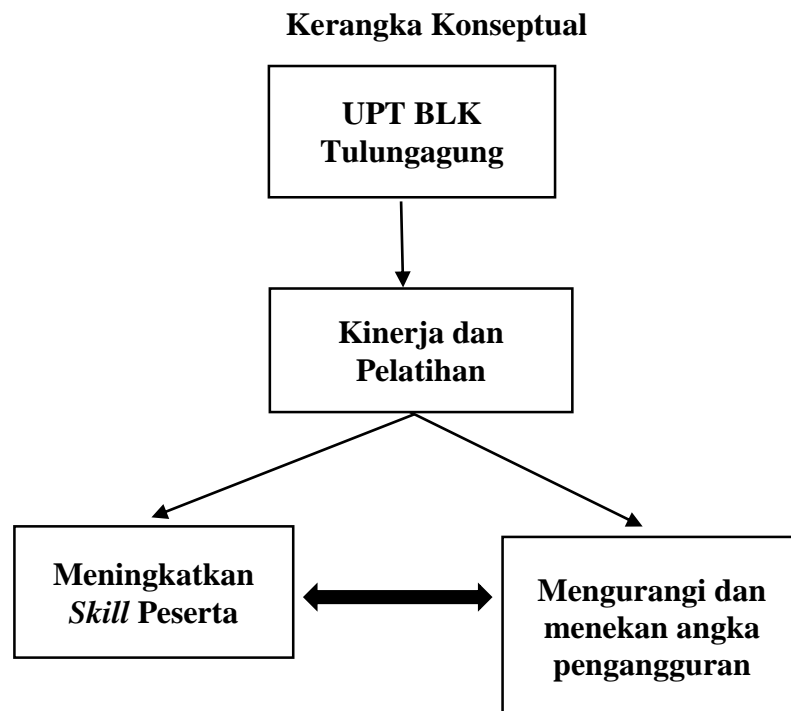 Kerangka Konseptual
UPT BLK
Tulungagung
Kinerja dan
Pelatihan
Meningkatkan
Skill Peserta
Mengurangi dan
menekan angka
pengangguran